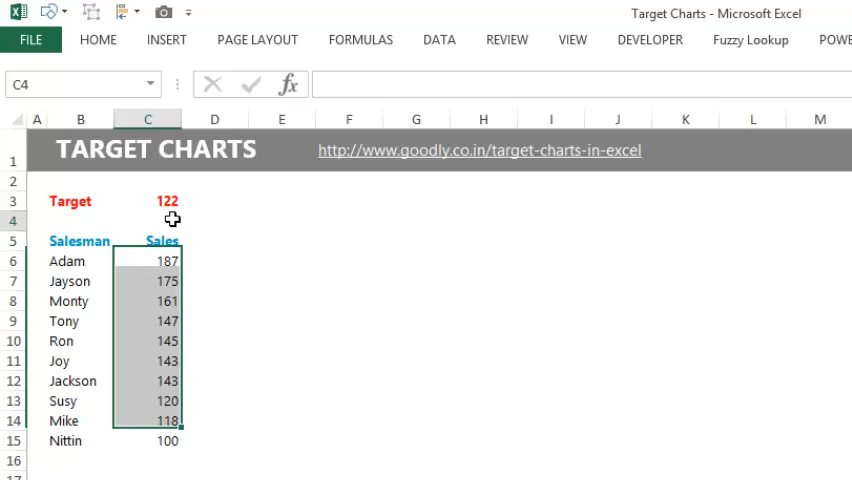 Target Charts - Microsoft Excel
FILE HOME INSERT PAGE LAYOUT FORMULAS DATA REVIEW VIEW DEVELOPER Fuzzy Lookup POWE
C4 fx
A B C D E F G H I J K L M
1 TARGET CHARTS http://www.goodly.co.in/target-charts-in-excel
2
3 Target 122
4
5 Salesman Sales
6 Adam 187
7 Jayson 175
8 Monty 161
9 Tony 147
10 Ron 145
11 Joy 143
12 Jackson 143
13 Susy 120
14 Mike 118
15 Nittin 100
16
17